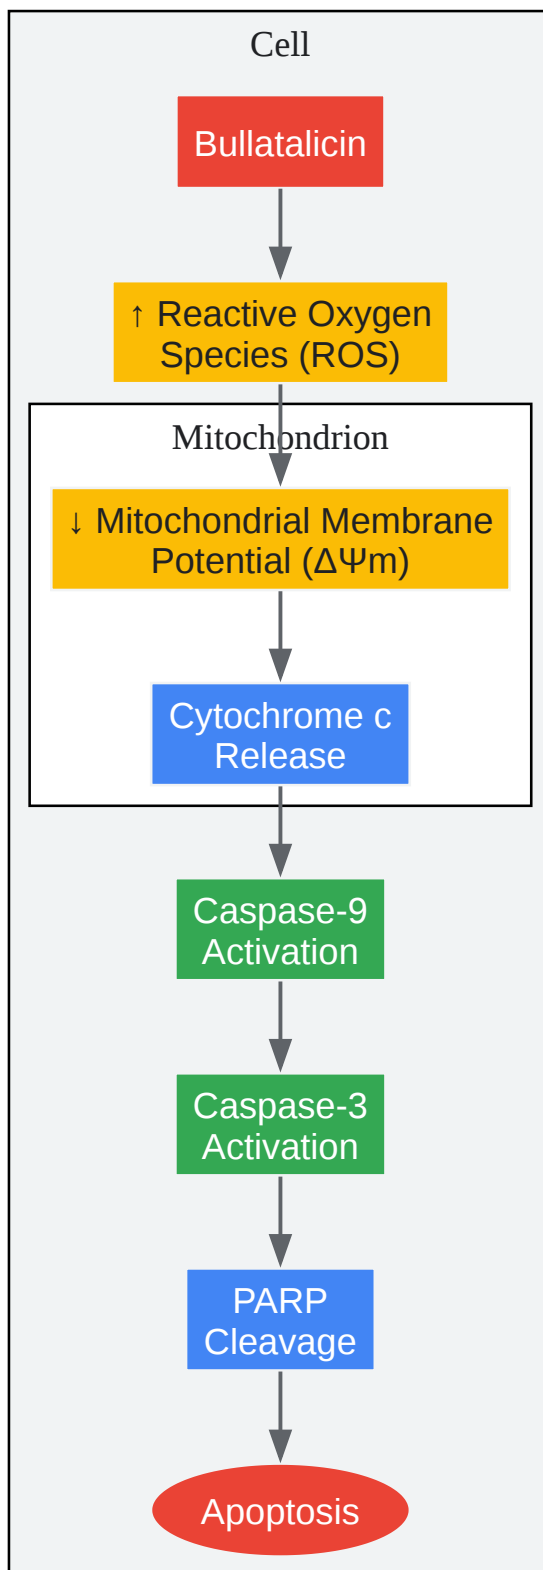 Cell
Bullatalicin
↑ Reactive Oxygen
Species (ROS)
Mitochondrion
↓ Mitochondrial Membrane
Potential (ΔΨm)
Cytochrome c
Release
Caspase-9
Activation
Caspase-3
Activation
PARP
Cleavage
Apoptosis